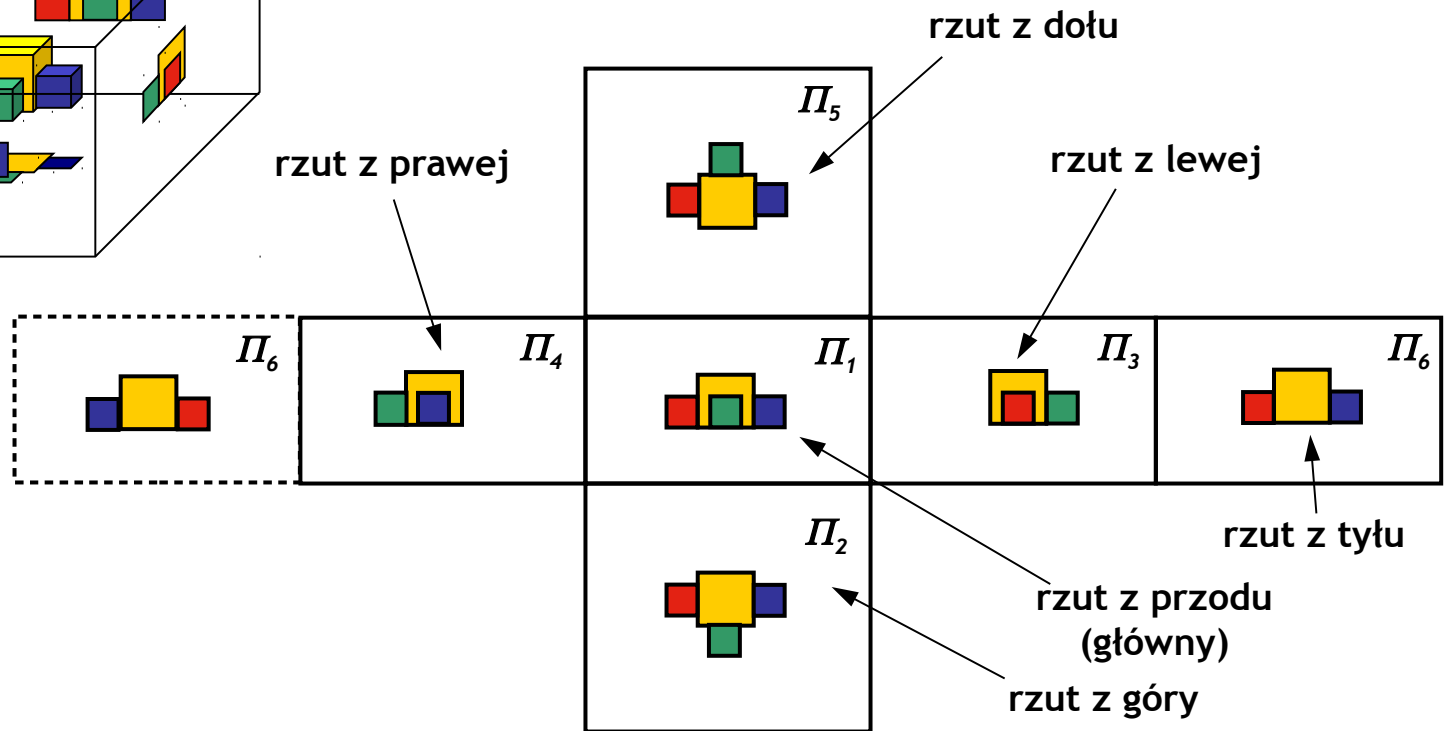 rzut z dołu
Π5
rzut z prawej
rzut z lewej
Π6
Π4
Π1
Π3
Π6
Π2
rzut z tyłu
rzut z przodu
(główny)
rzut z góry